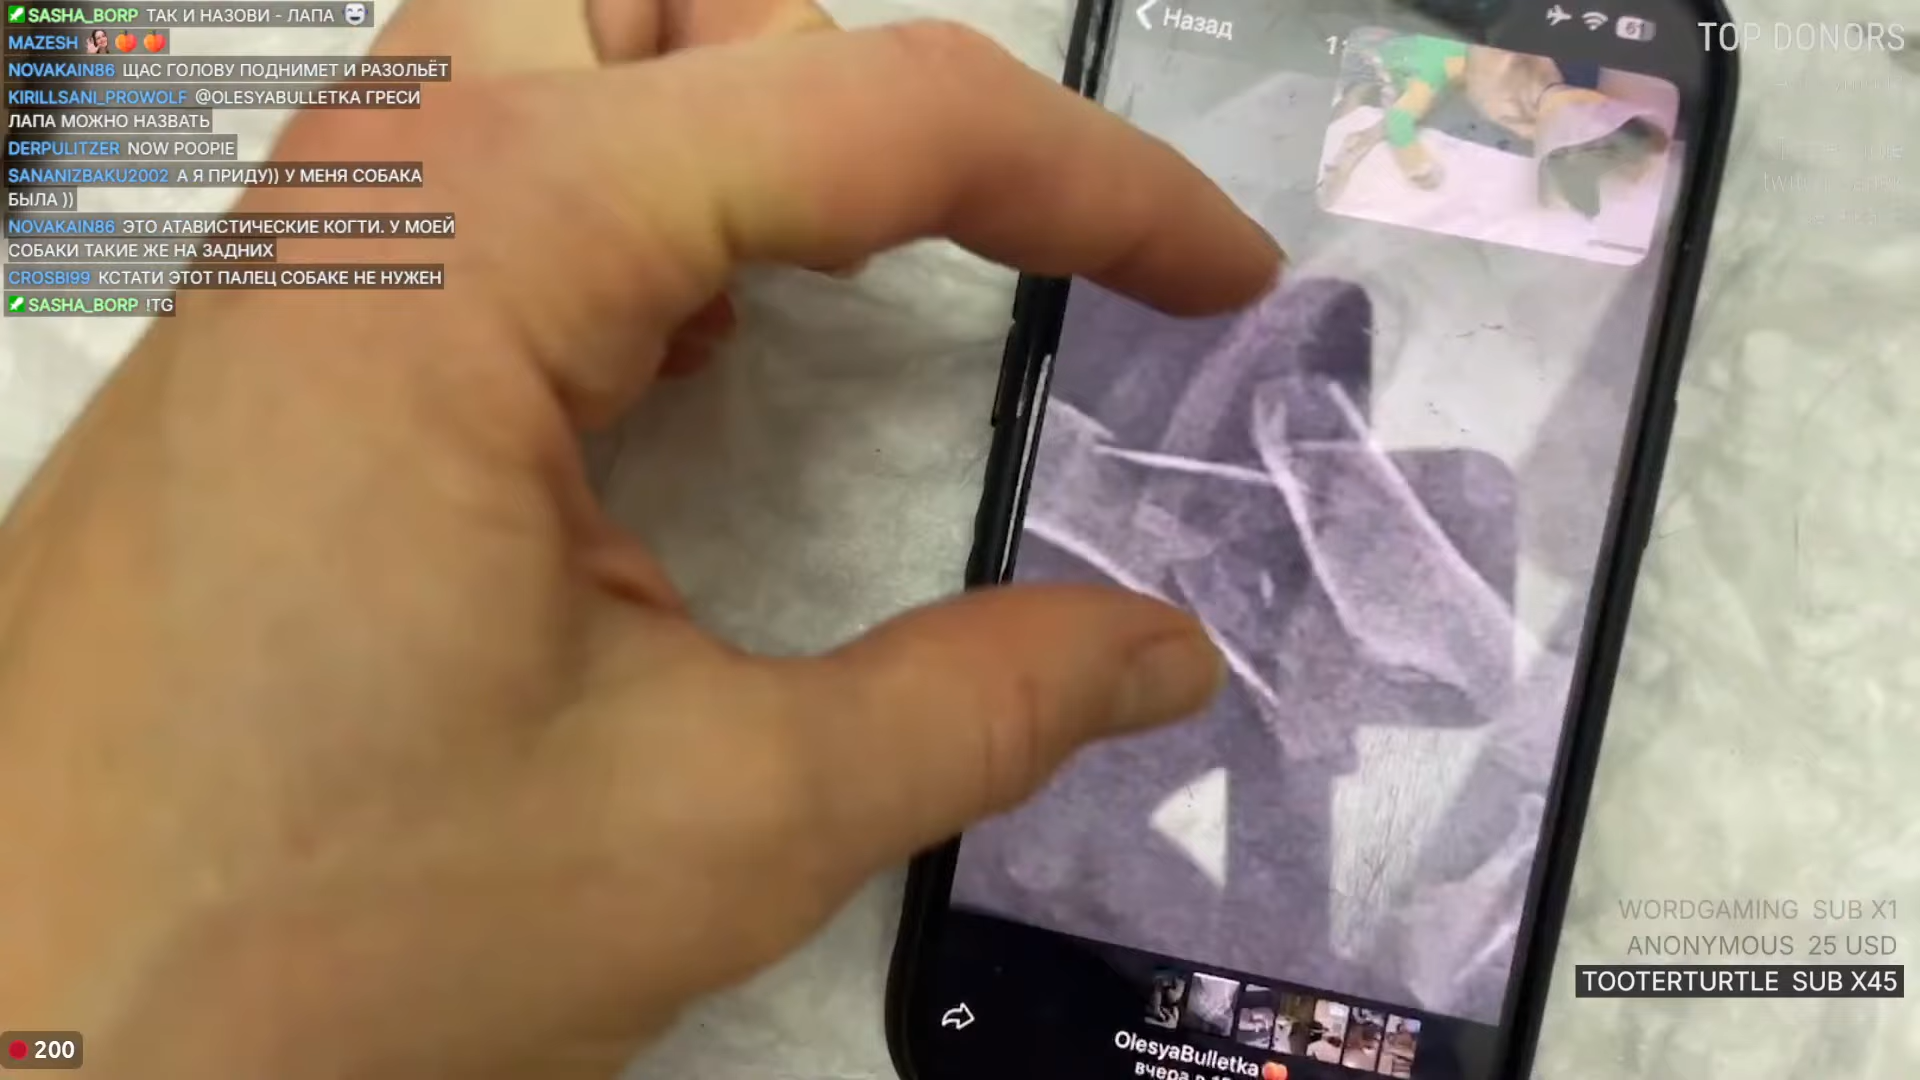 SASHA_BORP ТАК И НАЗОВИ - ЛАПА
MAZESH
NOVAKAIN86 ЩАС ГОЛОВУ ПОДНИМЕТ И РАЗОЛЬЁТ
KIRILLSANI_PROWOLF @OLESYABULLETKA ГРЕСИ
ЛАПА МОЖНО НАЗВАТЬ
DERPULITZER NOW POOPIE
SANANIZBAKU2002 А Я ПРИДУ)) У МЕНЯ СОБАКА
БЫЛА ))
NOVAKAIN86 ЭТО АТАВИСТИЧЕСКИЕ КОГТИ. У МОЕЙ
СОБАКИ ТАКИЕ ЖЕ НА ЗАДНИХ
CROSBI99 КСТАТИ ЭТОТ ПАЛЕЦ СОБАКЕ НЕ НУЖЕН
SASHA_BORP !TG
200
Назад
61
OlesyaBulletka
вчера в
TOP DONORS
WORDGAMING SUB X1
ANONYMOUS 25 USD
TOOTERTURTLE SUB X45